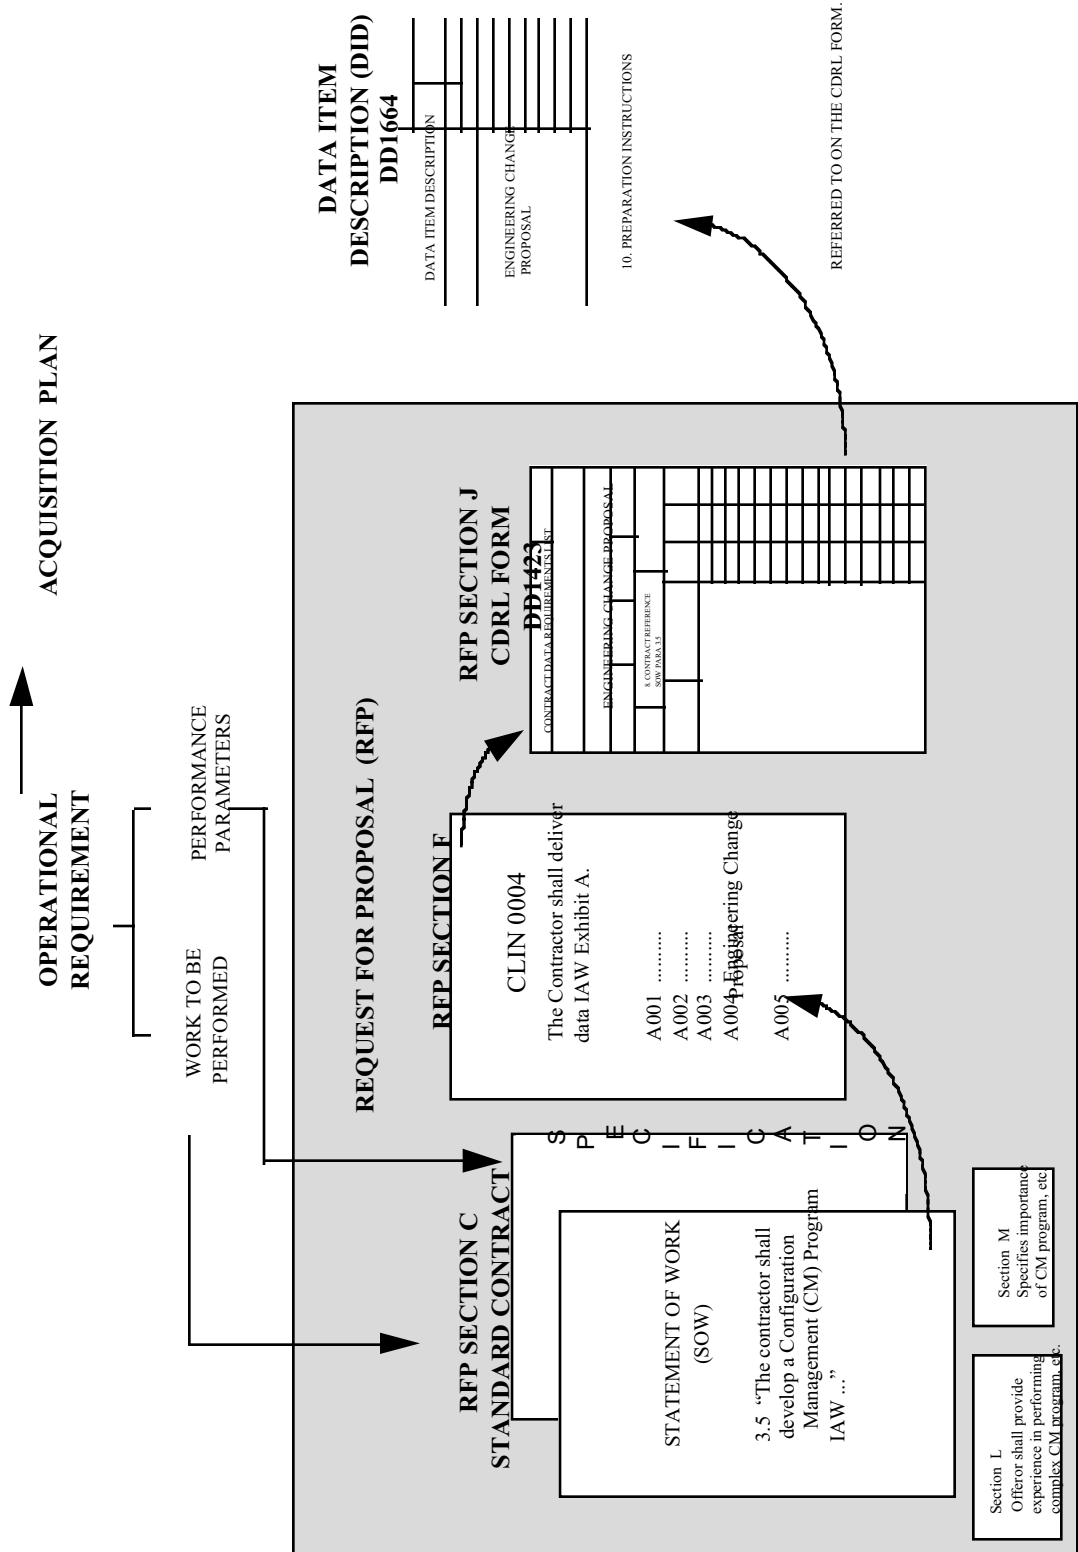 OPERATIONAL
REQUIREMENT
ACQUISITION PLAN
WORK TO BE
PERFORMED
PERFORMANCE
PARAMETERS
REQUEST FOR PROPOSAL (RFP)
RFP SECTION C
STANDARD CONTRACT
SPECIFICATION
STATEMENT OF WORK
(SOW)
3.5 “The contractor shall
develop a Configuration
Management (CM) Program
IAW ...”
Section L
Offeror shall provide
experience in performing
complex CM program, etc.
Section M
Specifies importance
of CM program, etc.
RFP SECTION F
CLIN 0004
The Contractor shall deliver
data IAW Exhibit A.
A001 ...........
A002 .........
A003 .........
A004 Engineering Change
Proposal
A005 ...........
RFP SECTION J
CDRL FORM
DD1423
CONTRACT DATA REQUIREMENTS LIST
ENGINEERING CHANGE PROPOSAL
8. CONTRACT REFERENCE
SOW PARA 3.5
DATA ITEM
DESCRIPTION (DID)
DD1664
DATA ITEM DESCRIPTION
ENGINEERING CHANGE
PROPOSAL
10. PREPARATION INSTRUCTIONS
REFERRED TO ON THE CDRL FORM.